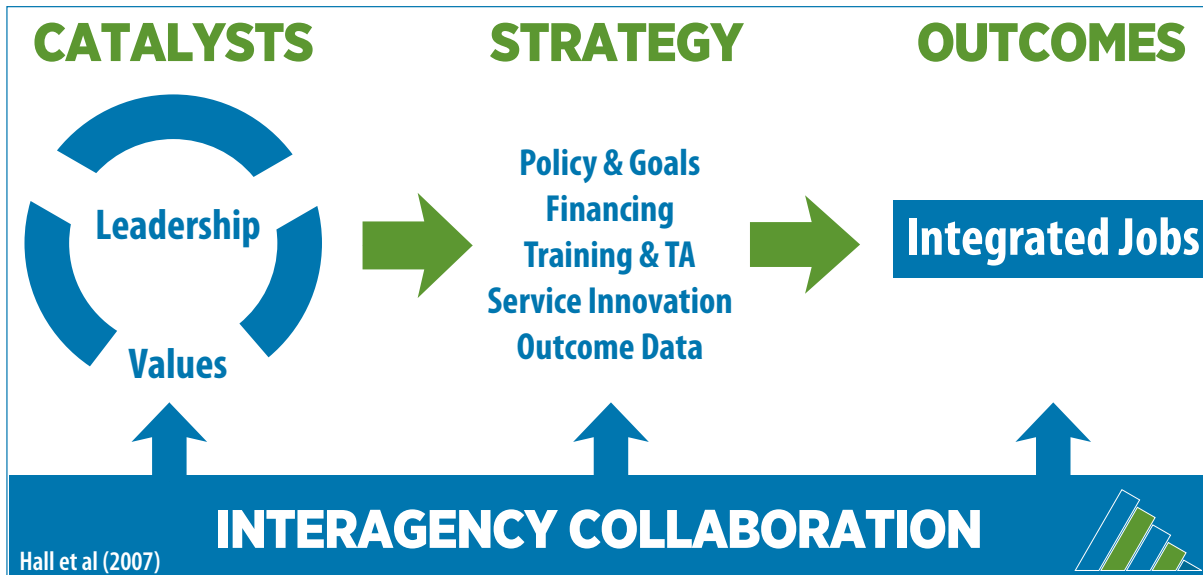 CATALYSTS
STRATEGY
OUTCOMES
Leadership
Values
Policy & Goals
Financing
Training & TA
Service Innovation
Outcome Data
Integrated Jobs
INTERAGENCY COLLABORATION
Hall et al (2007)